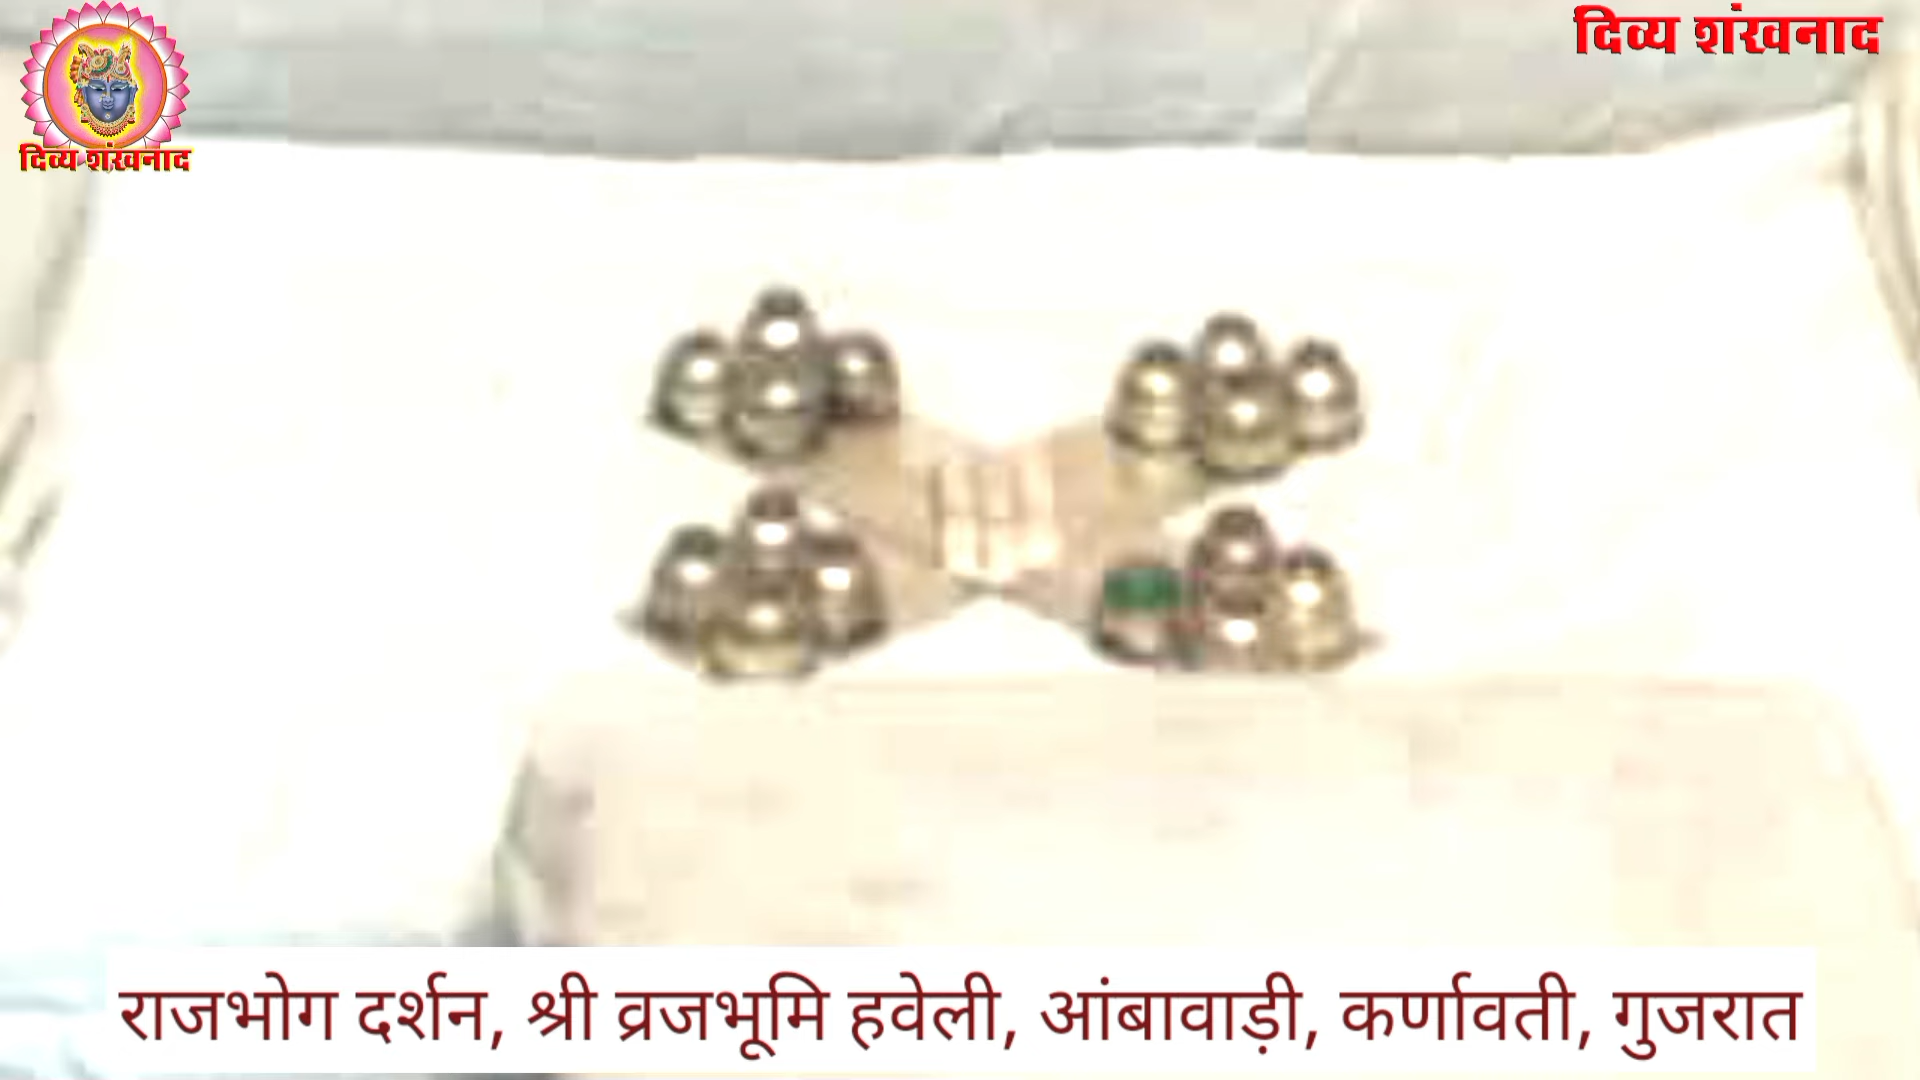 दिव्य शंखनाद
दिव्य शंखनाद
राजभोग दर्शन, श्री व्रजभूमि हवेली, आंबावाड़ी, कर्णावती, गुजरात